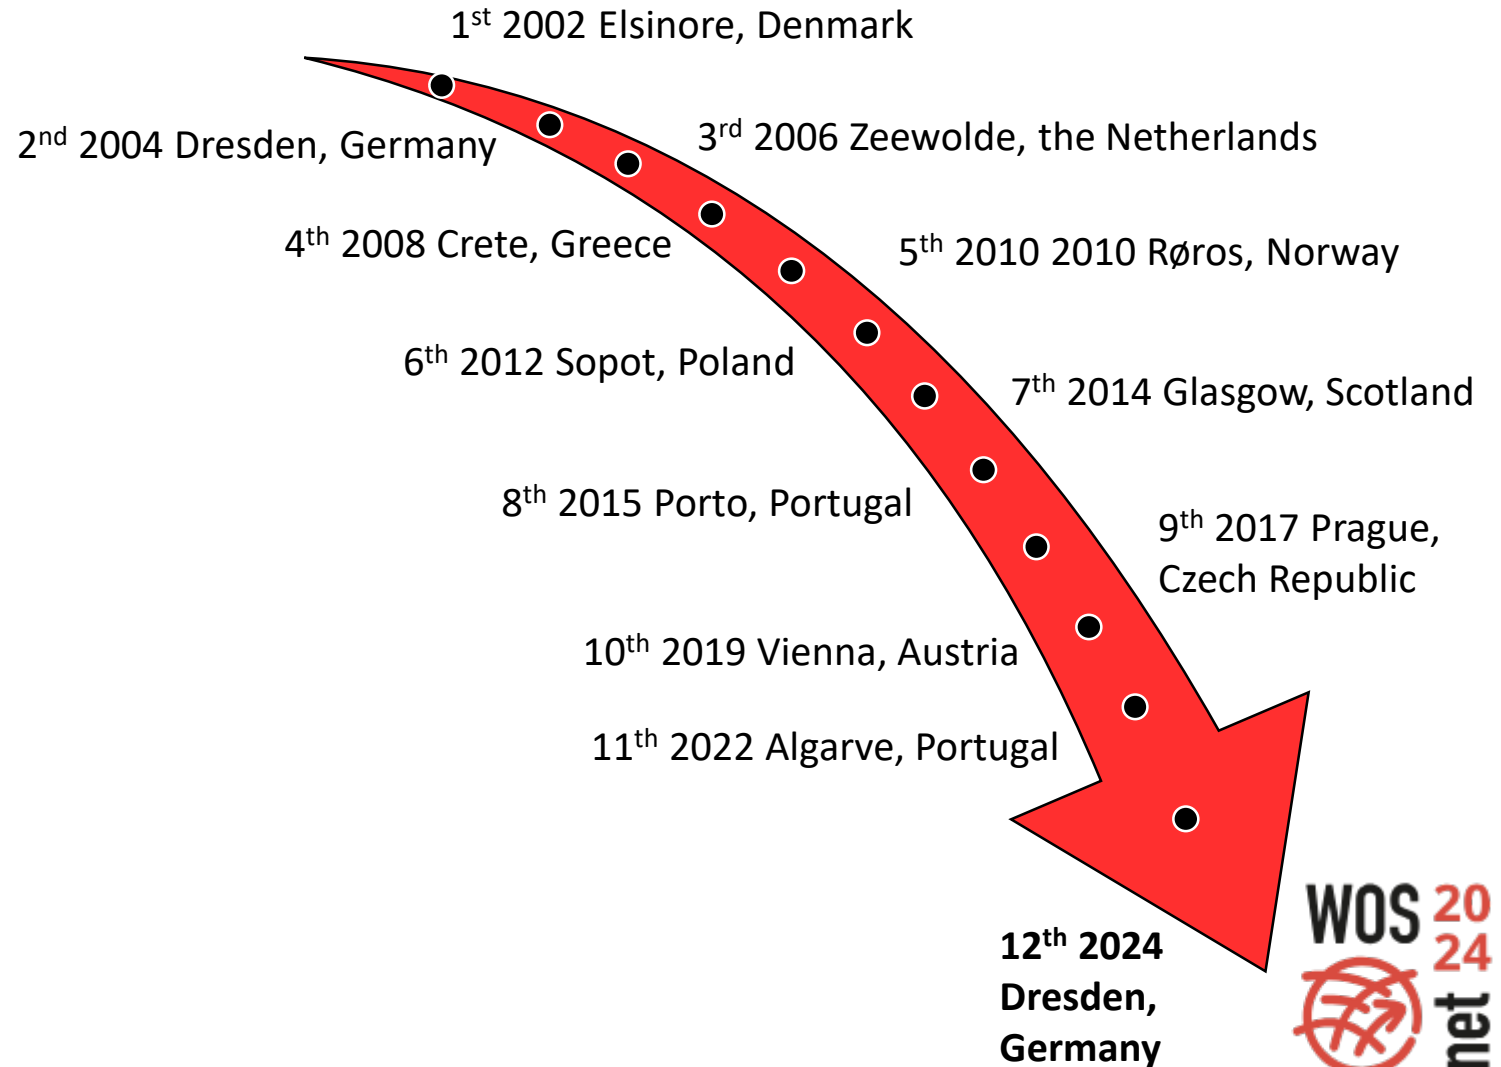 1st 2002 Elsinore, Denmark
2nd 2004 Dresden, Germany
3rd 2006 Zeewolde, the Netherlands
4th 2008 Crete, Greece
5th 2010 2010 Røros, Norway
6th 2012 Sopot, Poland
7th 2014 Glasgow, Scotland
8th 2015 Porto, Portugal
9th 2017 Prague,
Czech Republic
10th 2019 Vienna, Austria
11th 2022 Algarve, Portugal
12th 2024
Dresden,
Germany
WOS 20
24
net